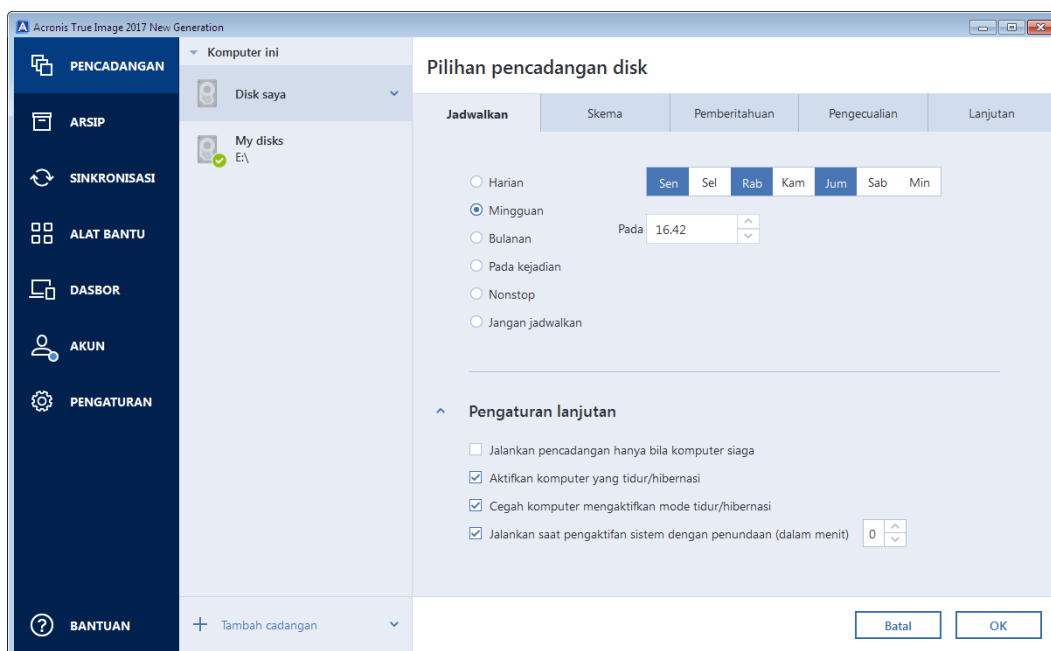 Acronis True Image 2017 New Generation
PENCADANGAN
ARSIP
SINKRONISASI
ALAT BANTU
DASBOR
AKUN
PENGATURAN
BANTUAN
Komputer ini
Disk saya
My disks
E:\
Tambah cadangan
Pilihan pencadangan disk
Jadwalkan Skema Pemberitahuan Pengecualian Lanjutan
Harian
Mingguan
Bulanan
Pada kejadian
Nonstop
Jangan jadwalkan
Sen Sel Rab Kam Jum Sab Min
Pada 16.42
Pengaturan lanjutan
Jalankan pencadangan hanya bila komputer siaga
Aktifkan komputer yang tidur/hibernasi
Cegah komputer mengaktifkan mode tidur/hibernasi
Jalankan saat pengaktifan sistem dengan penundaan (dalam menit) 0
Batal OK